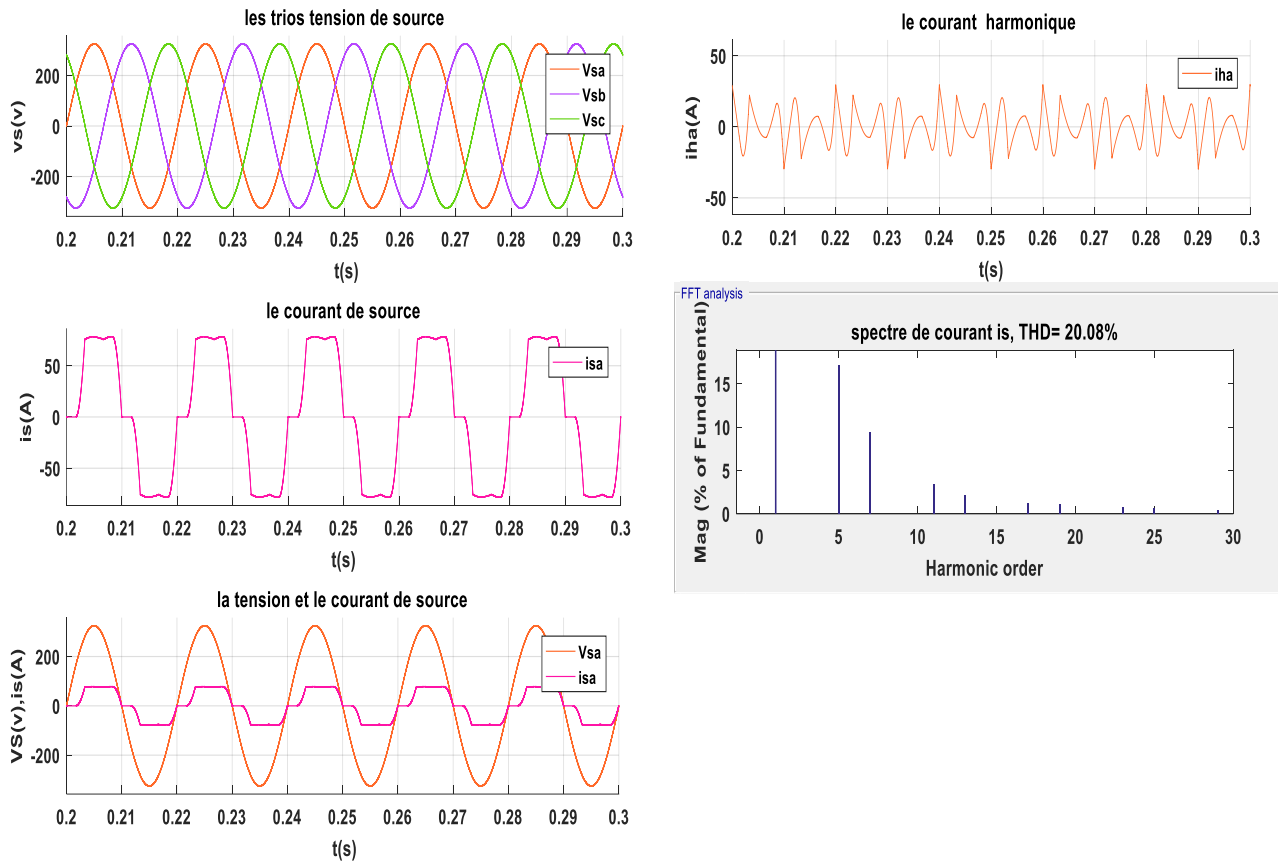 les trios tension de source
vs(v)
200
0
-200
Vsa
Vsb
Vsc
0.2 0.21 0.22 0.23 0.24 0.25 0.26 0.27 0.28 0.29 0.3
t(s)
le courant harmonique
iha(A)
50
0
-50
iha
0.2 0.21 0.22 0.23 0.24 0.25 0.26 0.27 0.28 0.29 0.3
t(s)
le courant de source
is(A)
50
0
-50
isa
0.2 0.21 0.22 0.23 0.24 0.25 0.26 0.27 0.28 0.29 0.3
t(s)
FFT analysis
spectre de courant is, THD= 20.08%
Mag (% of Fundamental)
15
10
5
0
0 5 10 15 20 25 30
Harmonic order
la tension et le courant de source
VS(v),is(A)
200
0
-200
Vsa
isa
0.2 0.21 0.22 0.23 0.24 0.25 0.26 0.27 0.28 0.29 0.3
t(s)